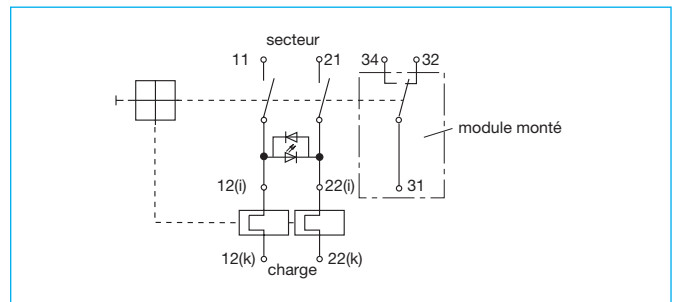 secteur
11 21 34 32
module monté
12(i) 22(i) 31
12(k) 22(k)
charge